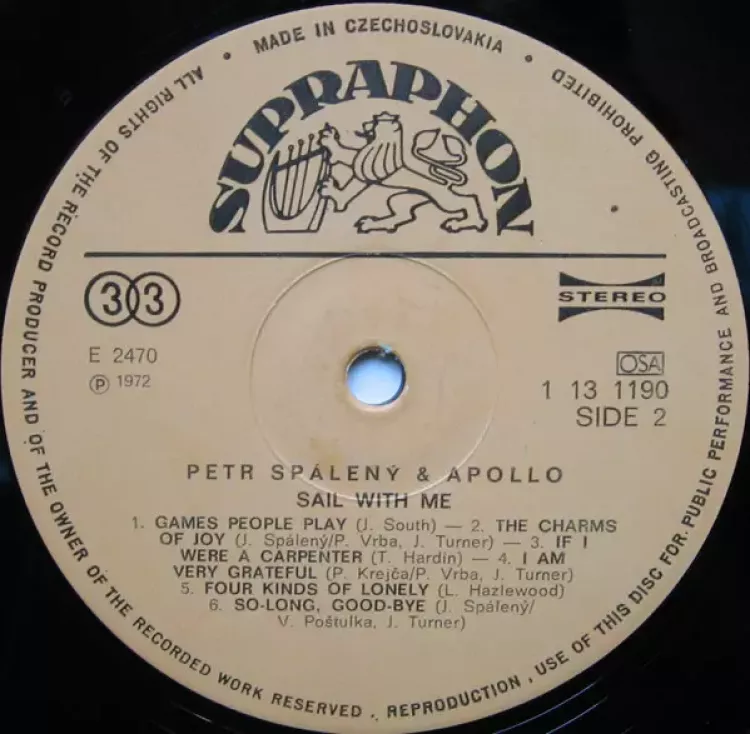 MADE IN CZECHOSLOVAKIA
ALL RIGHTS OF THE RECORD PRODUCER AND OF THE OWNER OF THE RECORDED WORK RESERVED . REPRODUCTION , USE OF THIS DISC FOR PUBLIC PERFORMANCE AND BROADCASTING PROHIBITED
SUPRAPHON
33
STEREO
E 2470
Ⓟ 1972
OSA
1 13 1190
SIDE 2
PETR SPÁLENÝ & APOLLO
SAIL WITH ME
1. GAMES PEOPLE PLAY (J. South) — 2. THE CHARMS
OF JOY (J. Spálený/P. Vrba, J. Turner) — 3. IF I
WERE A CARPENTER (T. Hardin) — 4. I AM
VERY GRATEFUL (P. Krejča/P. Vrba, J. Turner)
5. FOUR KINDS OF LONELY (L. Hazlewood)
6. SO-LONG, GOOD-BYE (J. Spálený/
V. Poštulka, J. Turner)